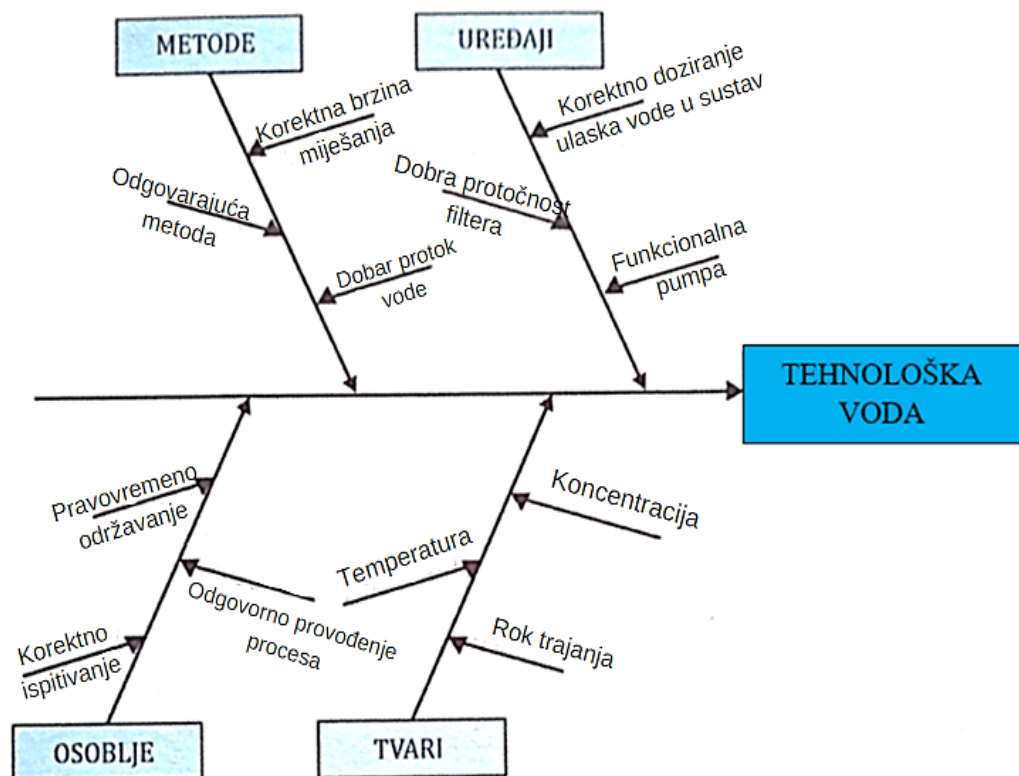 METODE
UREĐAJI
Korektna brzina
miješanja
Odgovarajuća
metoda
Dobar protok
vode
Korektno doziranje
ulaska vode u sustav
Dobra protočnost
filtera
Funkcionalna
pumpa
TEHNOLOŠKA
VODA
Pravovremeno
održavanje
Odgovorno provođenje
procesa
Korektno
ispitivanje
Koncentracija
Temperatura
Rok trajanja
OSOBLJE
TVARI